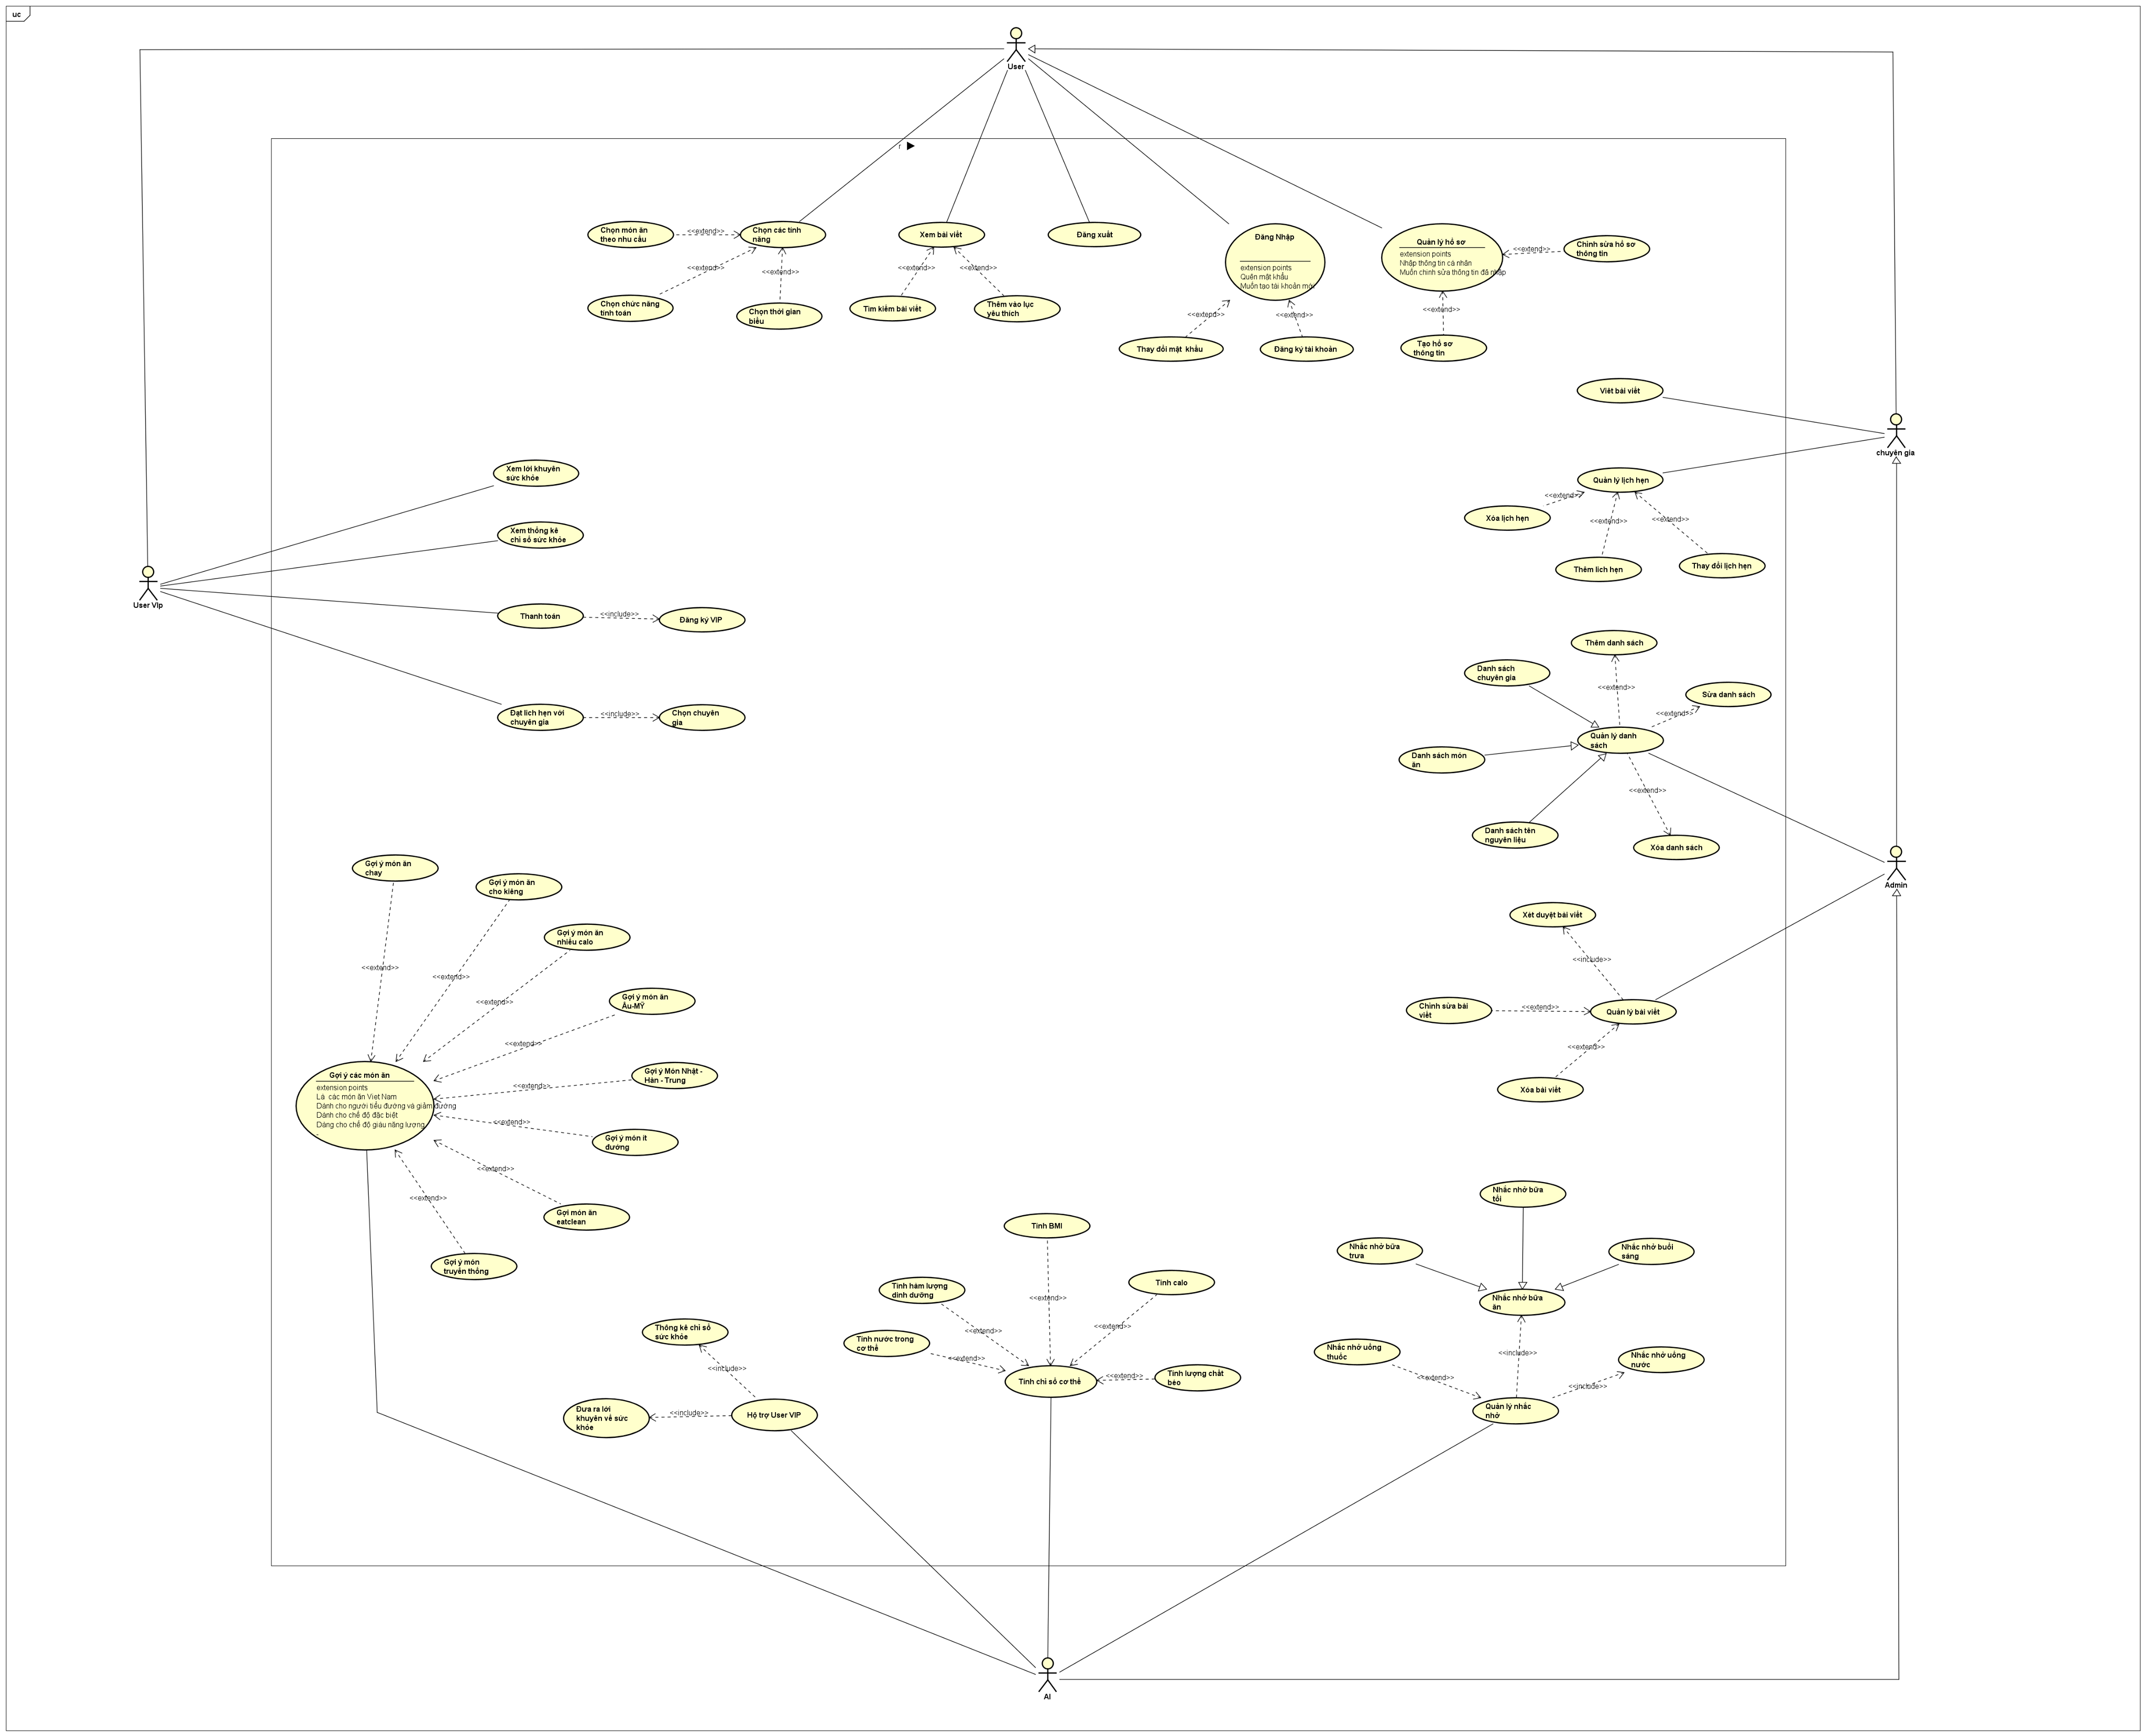 uc
User
r
Chọn món ăn
theo nhu cầu
<<extend>>
Chọn các tính
năng
<<extend>>
<<extend>>
Chọn chức năng
tính toán
Chọn thời gian
biểu
Xem bài viết
<<extend>>
<<extend>>
Tìm kiếm bài viết
Thêm vào lục
yêu thích
Đăng xuất
Đăng Nhập
extension points
Quên mật khẩu
Muốn tạo tài khoản mới
<<extend>>
<<extend>>
Thay đổi mật khẩu
Đăng ký tài khoản
Quản lý hồ sơ
extension points
Nhập thông tin cá nhân
Muốn chỉnh sửa thông tin đã nhập
<<extend>>
Chỉnh sửa hồ sơ
thông tin
<<extend>>
Tạo hồ sơ
thông tin
Viết bài viết
chuyên gia
Quản lý lịch hẹn
<<extend>>
Xóa lịch hẹn
<<extend>>
<<extend>>
Thêm lich hẹn
Thay đổi lịch hẹn
Xem lời khuyên
sức khỏe
Xem thống kê
chỉ số sức khỏe
User Vip
Thanh toán
<<include>>
Đăng ký VIP
Đạt lich hẹn với
chuyên gia
<<include>>
Chọn chuyên
gia
Thêm danh sách
Danh sách
chuyên gia
<<extend>>
Sửa danh sách
<<extend>>
Quản lý danh
sách
Danh sách món
ăn
<<extend>>
Danh sách tên
nguyên liệu
Xóa danh sách
Admin
Xét duyệt bài viết
<<include>>
Chỉnh sửa bài
viết
<<extend>>
Quản lý bài viết
<<extend>>
Xóa bài viết
Gợi ý món ăn
chay
Gợi ý món ăn
cho kiêng
Gợi ý món ăn
nhiều calo
<<extend>>
<<extend>>
<<extend>>
Gợi ý món ăn
Âu-MỸ
<<extend>>
Gợi ý Món Nhật -
Hàn - Trung
<<extend>>
Gợi ý các món ăn
extension points
Là các món ăn Viet Nam
Dành cho người tiểu đường và giảm đường
Dành cho chế độ đặc biệt
Dàng cho chế độ giàu năng lượng
<<extend>>
Gợi ý món ít
đường
<<extend>>
Gợi món ăn
eatclean
<<extend>>
Gợi ý món
truyền thống
Thông kê chỉ số
sức khỏe
<<include>>
Đưa ra lời
khuyên về sức
khỏe
<<include>>
Hộ trợ User VIP
Tính BMI
Tính hàm lượng
dinh dưỡng
Tính calo
<<extend>>
<<extend>>
<<extend>>
Tính nước trong
cơ thể
<<extend>>
Tính chỉ số cơ thể
<<extend>>
Tính lượng chất
béo
Nhắc nhở bữa
tối
Nhắc nhở bữa
trưa
Nhắc nhở buổi
sáng
Nhắc nhở bữa
ăn
Nhắc nhở uống
thuốc
<<include>>
Nhắc nhở uống
nước
<<extend>>
<<include>>
Quản lý nhắc
nhở
AI